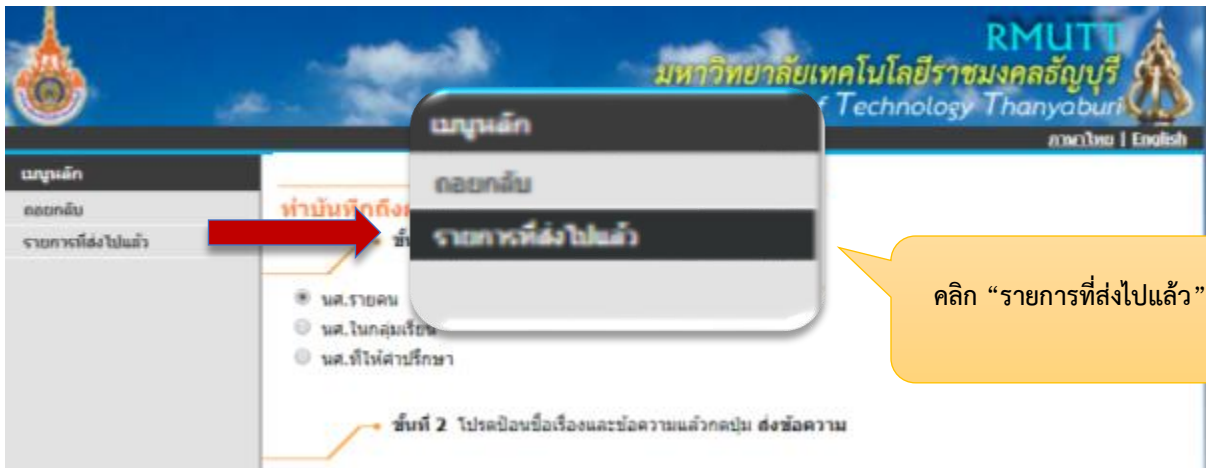 RMUTT
มหาวิทยาลัยเทคโนโลยีราชมงคลธัญบุรี
f Technology Thanyaburi
ภาษาไทย | English
เมนูหลัก
ถอยกลับ
รายการที่ส่งไปแล้ว
เมนูหลัก
ถอยกลับ
รายการที่ส่งไปแล้ว
ทำบันทึกถึง
ขั้น
นศ.รายคน
นศ.ในกลุ่มเรียน
นศ.ที่ให้คำปรึกษา
คลิก “รายการที่ส่งไปแล้ว”
ขั้นที่ 2 โปรดป้อนชื่อเรื่องและข้อความแล้วกดปุ่ม ส่งข้อความ